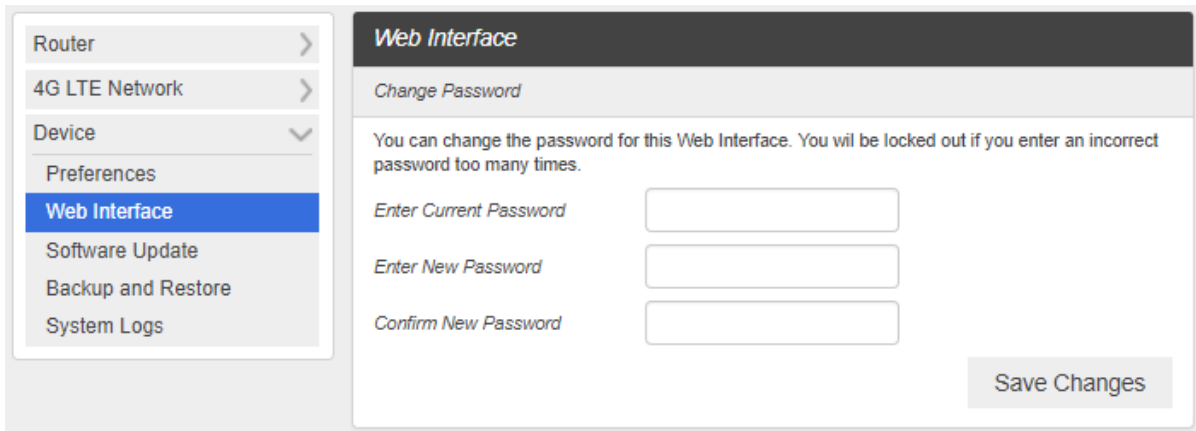 Router
4G LTE Network
Device
Preferences
Web Interface
Software Update
Backup and Restore
System Logs
Web Interface
Change Password
You can change the password for this Web Interface. You wil be locked out if you enter an incorrect
password too many times.
Enter Current Password
Enter New Password
Confirm New Password
Save Changes